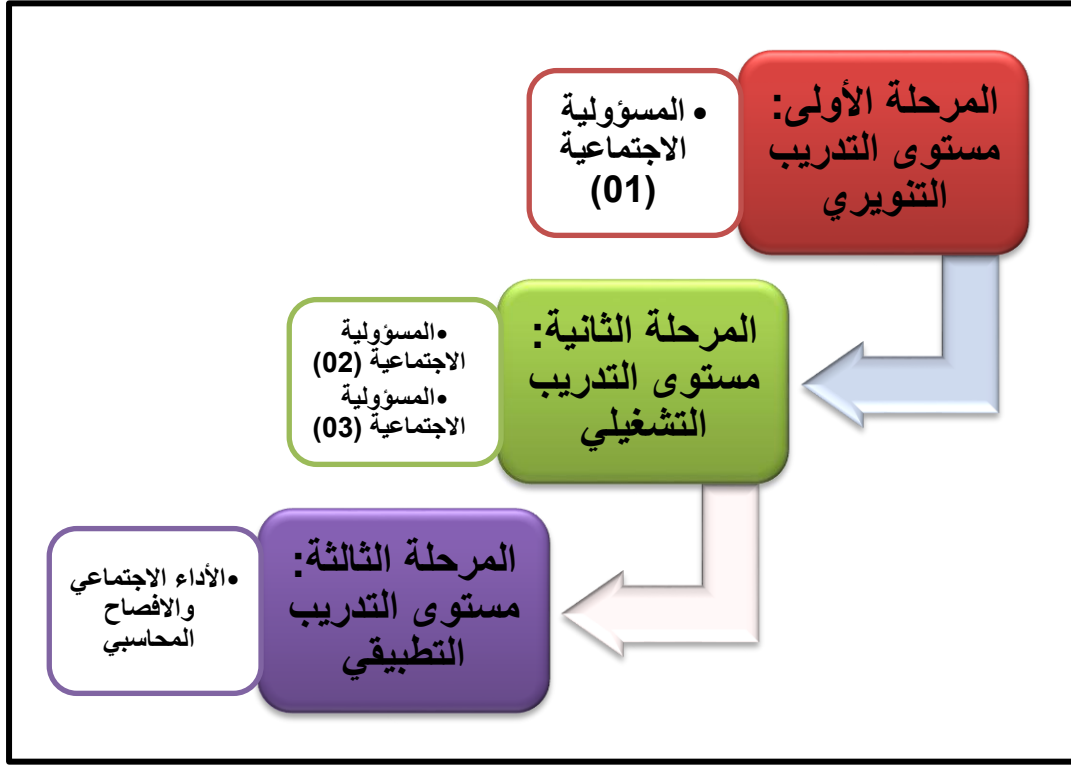 المرحلة الأولى:
مستوى التدريب
التنويري
• المسؤولية
الاجتماعية
(01)
المرحلة الثانية:
مستوى التدريب
التشغيلي
•المسؤولية
الاجتماعية (02)
•المسؤولية
الاجتماعية (03)
المرحلة الثالثة:
مستوى التدريب
التطبيقي
•الأداء الاجتماعي
والافصاح
المحاسبي